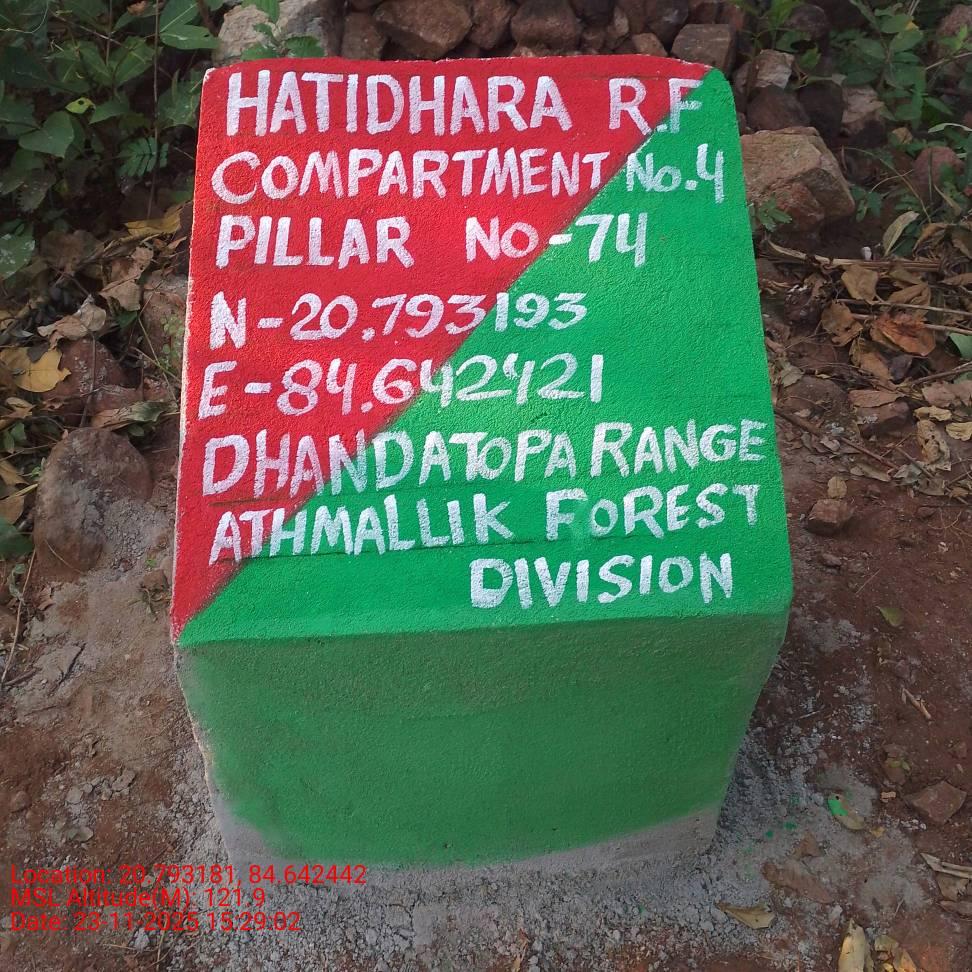 HATIDHARA R.F
COMPARTMENT No.4
PILLAR No-74
N-20.793193
E-84.642421
DHANDATOPA RANGE
ATHMALLIK FOREST
DIVISION
Location: 20.793181, 84.642442
MSL Altitude(M): 121.9
Date: 23-11-2025 15:29:02